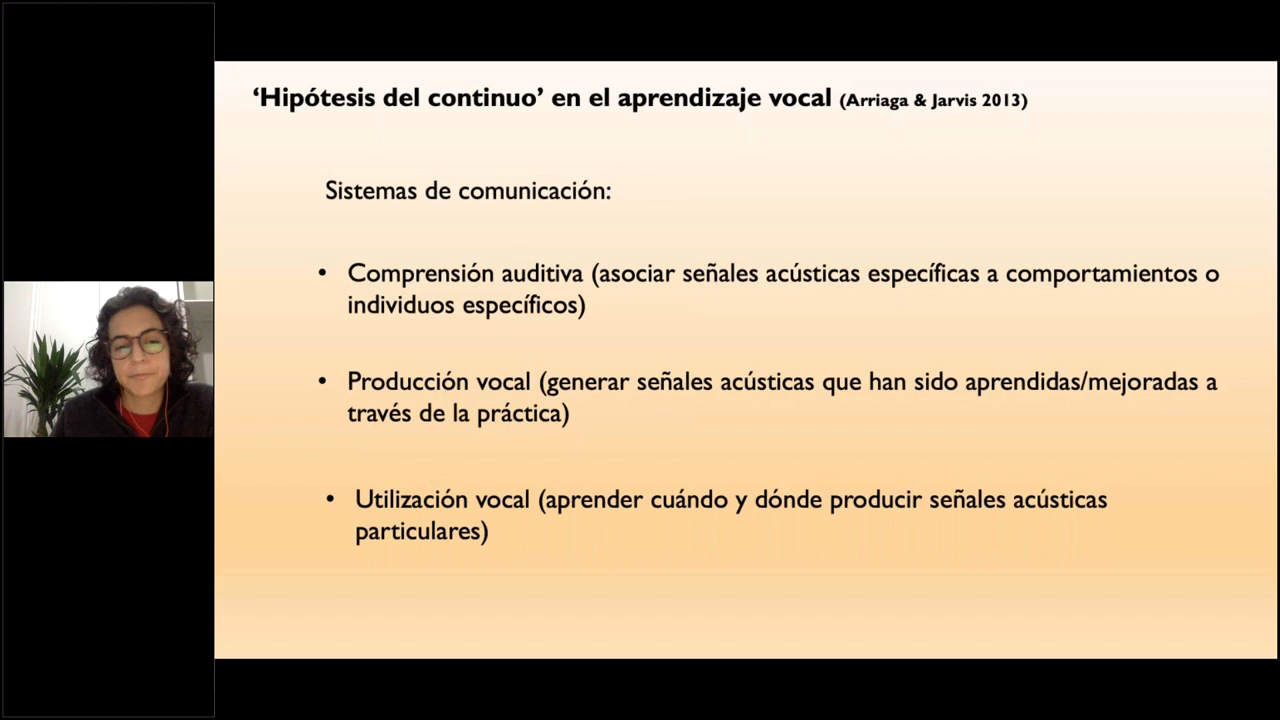 ‘Hipótesis del continuo’ en el aprendizaje vocal (Arriaga & Jarvis 2013)
Sistemas de comunicación:
• Comprensión auditiva (asociar señales acústicas específicas a comportamientos o
individuos específicos)
• Producción vocal (generar señales acústicas que han sido aprendidas/mejoradas a
través de la práctica)
• Utilización vocal (aprender cuándo y dónde producir señales acústicas
particulares)